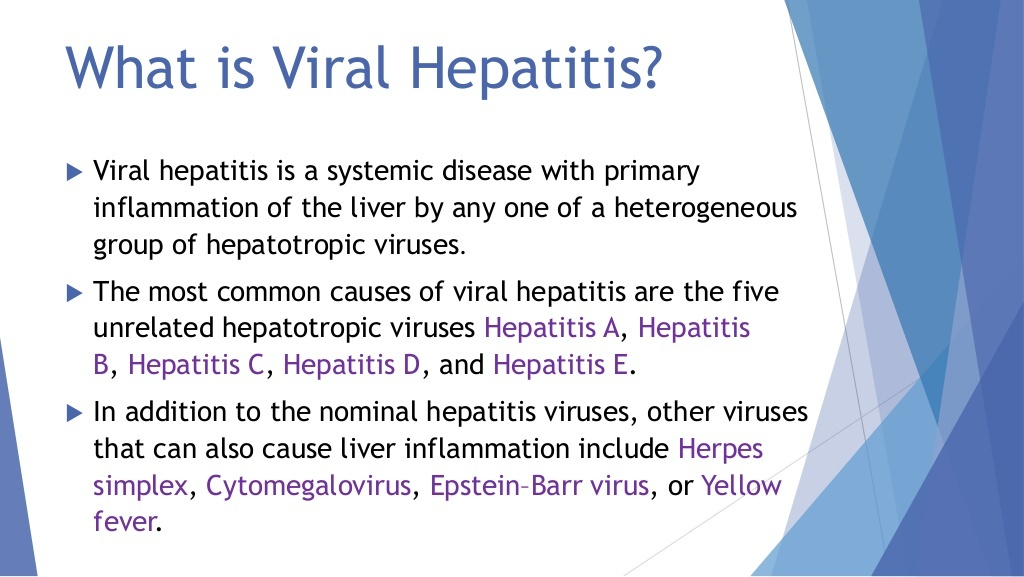 What is Viral Hepatitis?
Viral hepatitis is a systemic disease with primary
inflammation of the liver by any one of a heterogeneous
group of hepatotropic viruses.
The most common causes of viral hepatitis are the five
unrelated hepatotropic viruses Hepatitis A, Hepatitis
B, Hepatitis C, Hepatitis D, and Hepatitis E.
In addition to the nominal hepatitis viruses, other viruses
that can also cause liver inflammation include Herpes
simplex, Cytomegalovirus, Epstein–Barr virus, or Yellow
fever.